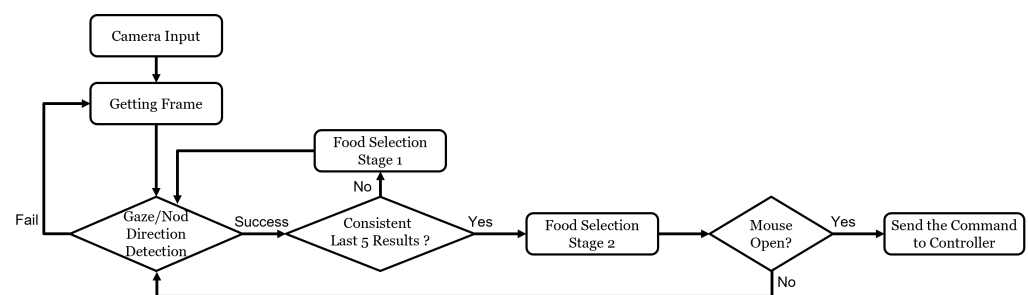 Camera Input
Getting Frame
Food Selection
Stage 1
No
Fail
Gaze/Nod
Direction
Detection
Success
Consistent
Last 5 Results ?
Yes
Food Selection
Stage 2
Mouse
Open?
Yes
Send the Command
to Controller
No